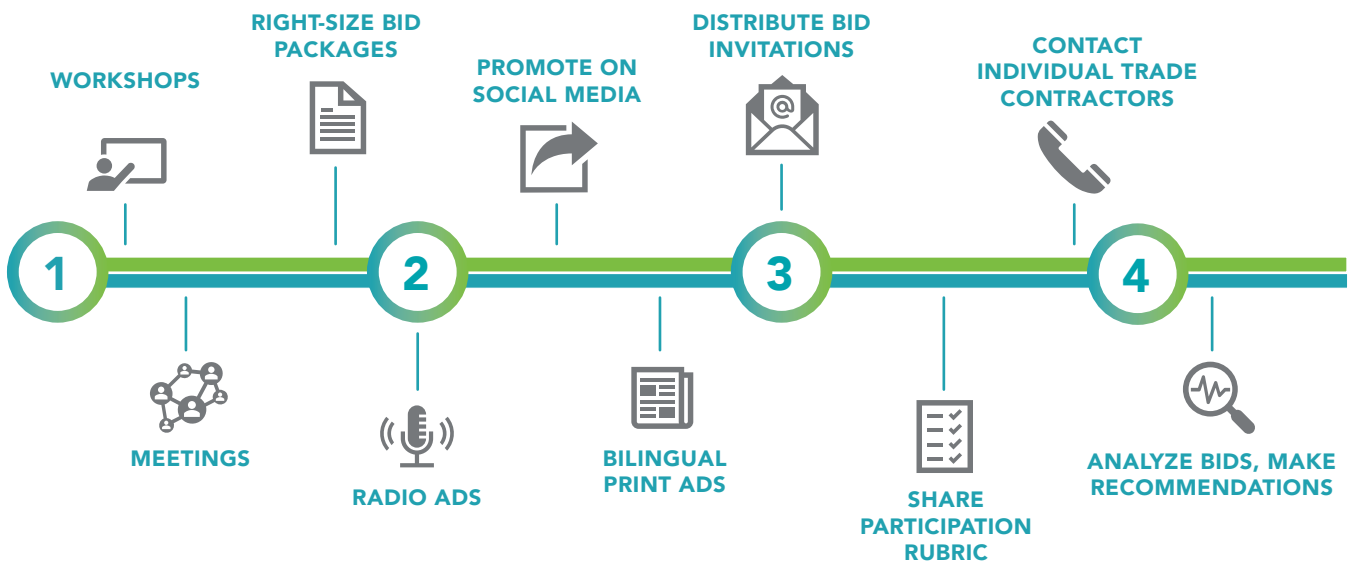 WORKSHOPS
RIGHT-SIZE BID
PACKAGES
PROMOTE ON
SOCIAL MEDIA
DISTRIBUTE BID
INVITATIONS
@
CONTACT
INDIVIDUAL TRADE
CONTRACTORS
1
2
3
4
MEETINGS
RADIO ADS
BILINGUAL
PRINT ADS
SHARE
PARTICIPATION
RUBRIC
ANALYZE BIDS, MAKE
RECOMMENDATIONS